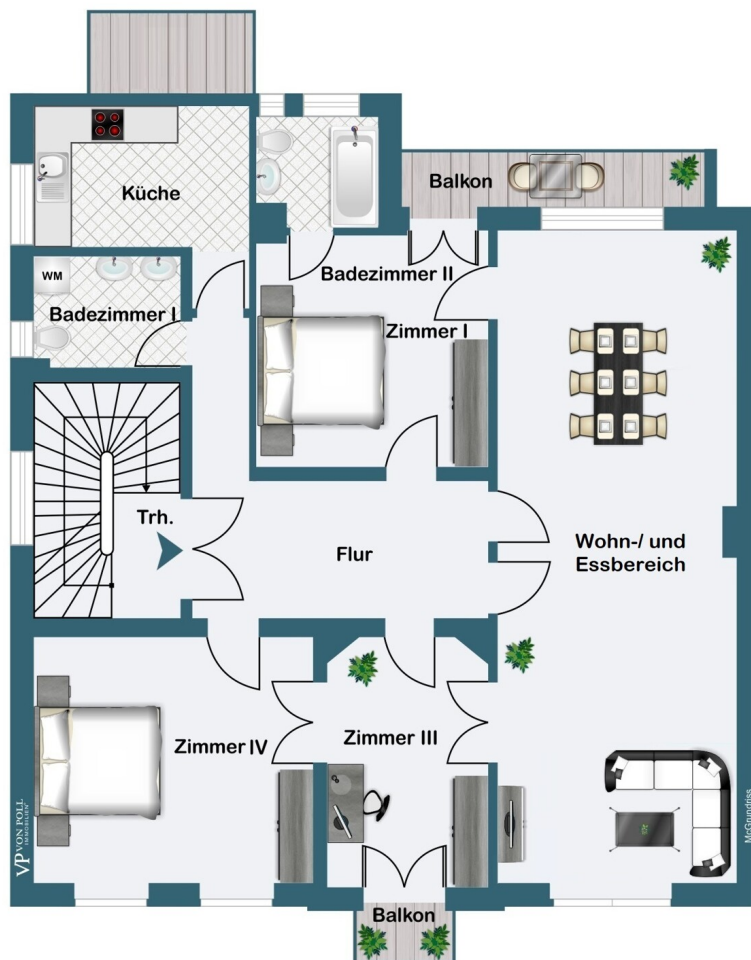 Küche
Balkon
WM
Badezimmer I
Badezimmer II
Zimmer I
Trh.
Flur
Wohn-/ und
Essbereich
Zimmer IV
Zimmer III
Balkon
VP VON POLL
IMMOBILIEN
McGrundriss